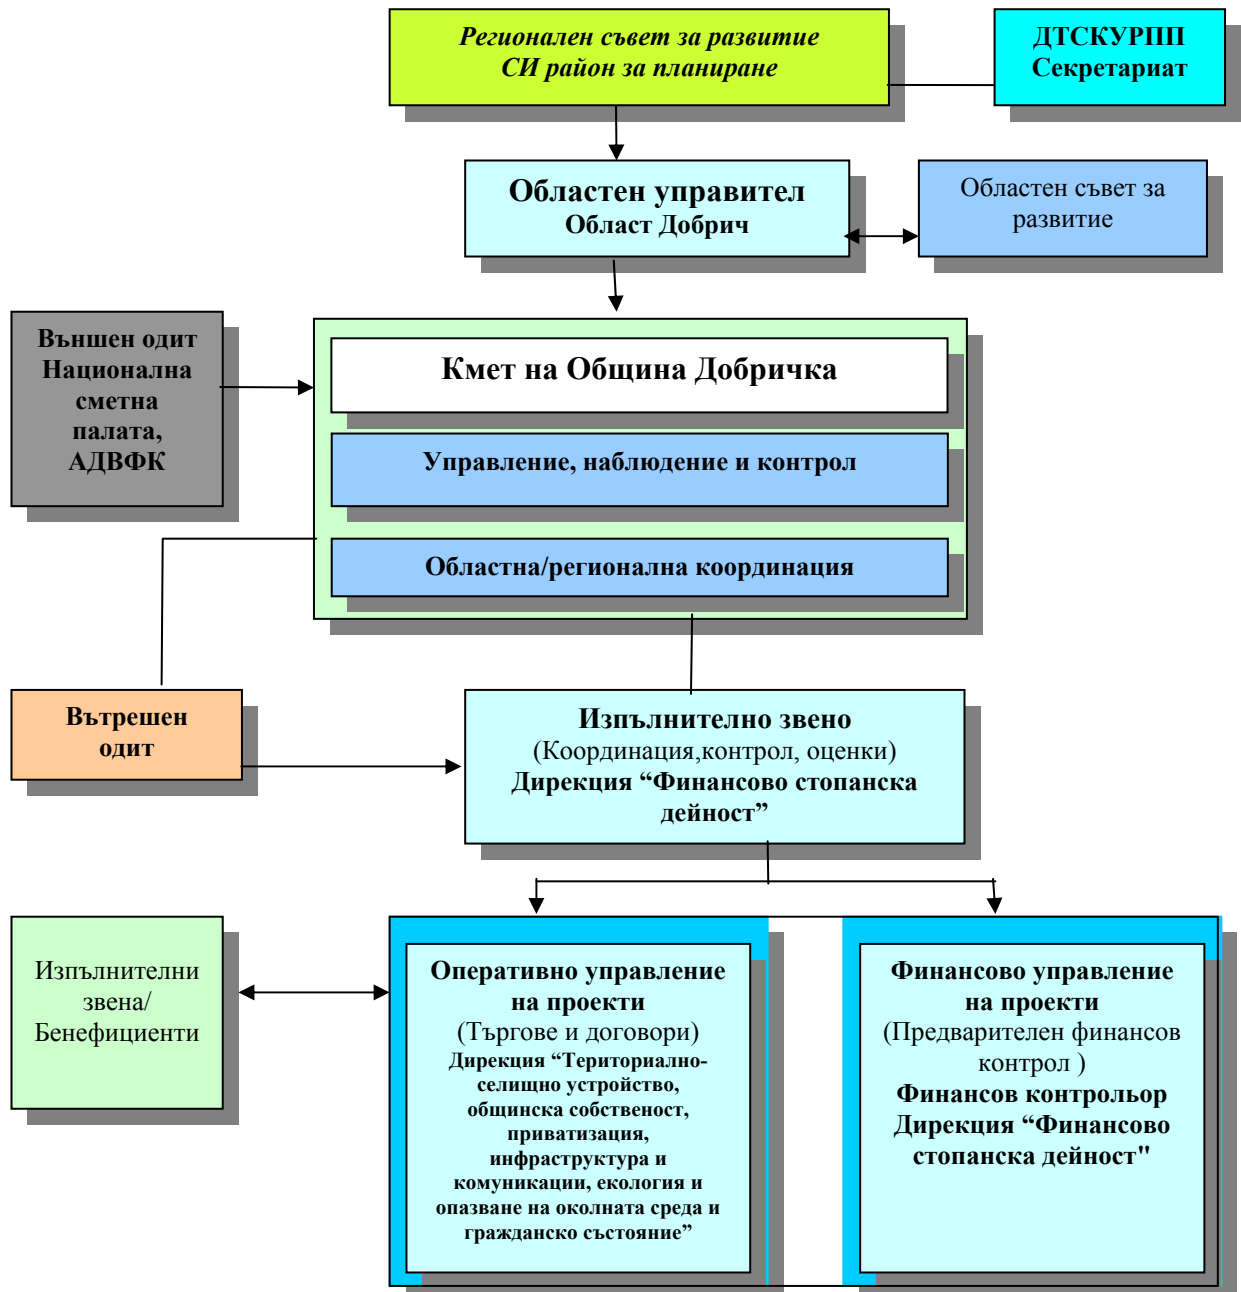 Регионален съвет за развитие
СИ район за планиране
ДТСКУРПП
Секретариат
Областен управител
Област Добрич
Областен съвет за
развитие
Външен одит
Национална
сметна
палата,
АДВФК
Кмет на Община Добричка
Управление, наблюдение и контрол
Областна/регионална координация
Вътрешен
одит
Изпълнително звено
(Координация,контрол, оценки)
Дирекция “Финансово стопанска
дейност”
Изпълнителни
звена/
Бенефициенти
Оперативно управление
на проекти
(Търгове и договори)
Дирекция “Териториално-
селищно устройство,
общинска собственост,
приватизация,
инфраструктура и
комуникации, екология и
опазване на околната среда и
гражданско състояние”
Финансово управление
на проекти
(Предварителен финансов
контрол )
Финансов контрольор
Дирекция “Финансово
стопанска дейност"